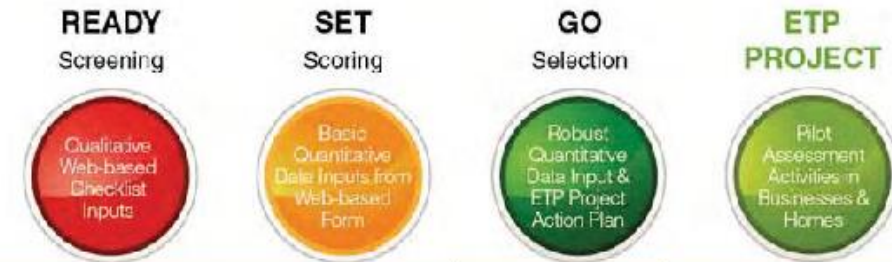 READY
Screening
SET
Scoring
GO
Selection
ETP
PROJECT
Qualitative
Web-based
Checklist
Inputs
Basic
Quantitative
Data Inputs from
Web-based
Form
Robust
Quantitative
Data Input &
ETP Project
Action Plan
Pilot
Assessment
Activities in
Businesses &
Homes